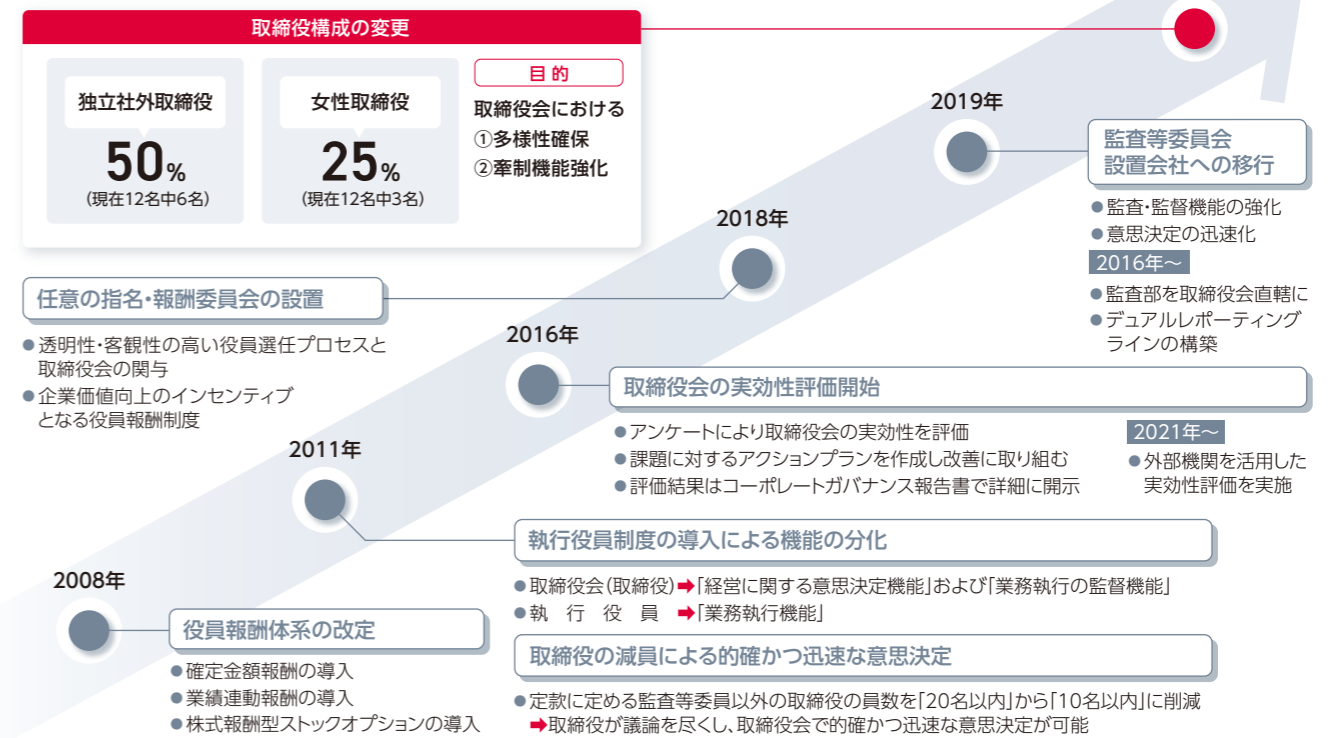 取締役構成の変更
独立社外取締役
50%
(現在12名中6名)
女性取締役
25%
(現在12名中3名)
目的
取締役会における
①多様性確保
②牽制機能強化
2019年
監査等委員会
設置会社への移行
●監査・監督機能の強化
●意思決定の迅速化
2016年～
●監査部を取締役会直轄に
●デュアルレポーティング
ラインの構築
2018年
任意の指名・報酬委員会の設置
●透明性・客観性の高い役員選任プロセスと
取締役会の関与
●企業価値向上のインセンティブ
となる役員報酬制度
2016年
取締役会の実効性評価開始
●アンケートにより取締役会の実効性を評価
●課題に対するアクションプランを作成し改善に取り組む
●評価結果はコーポレートガバナンス報告書で詳細に開示
2021年～
●外部機関を活用した
実効性評価を実施
2011年
執行役員制度の導入による機能の分化
●取締役会(取締役)➡「経営に関する意思決定機能」および「業務執行の監督機能」
●執　行　役　員　➡「業務執行機能」
取締役の減員による的確かつ迅速な意思決定
●定款に定める監査等委員以外の取締役の員数を「20名以内」から「10名以内」に削減
➡取締役が議論を尽くし、取締役会で的確かつ迅速な意思決定が可能
2008年
役員報酬体系の改定
●確定金額報酬の導入
●業績連動報酬の導入
●株式報酬型ストックオプションの導入